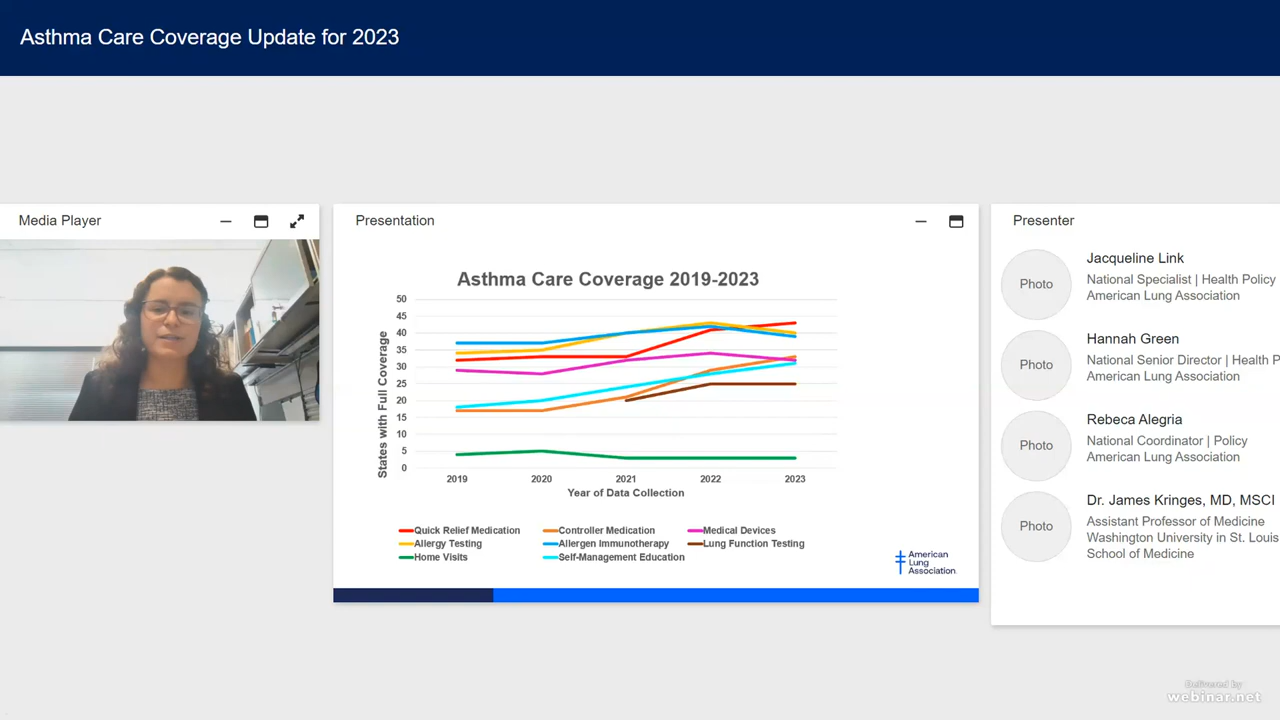 Asthma Care Coverage Update for 2023
Media Player
Presentation
Asthma Care Coverage 2019-2023
50
45
40
35
30
25
20
15
10
5
0
States with Full Coverage
2019 2020 2021 2022 2023
Year of Data Collection
Quick Relief Medication Controller Medication Medical Devices
Allergy Testing Allergen Immunotherapy Lung Function Testing
Home Visits Self-Management Education
American
Lung
Association.
Presenter
Photo
Jacqueline Link
National Specialist | Health Policy
American Lung Association
Photo
Hannah Green
National Senior Director | Health P
American Lung Association
Photo
Rebeca Alegria
National Coordinator | Policy
American Lung Association
Photo
Dr. James Kringes, MD, MSCI
Assistant Professor of Medicine
Washington University in St. Louis
School of Medicine
Delivered by
webinar.net